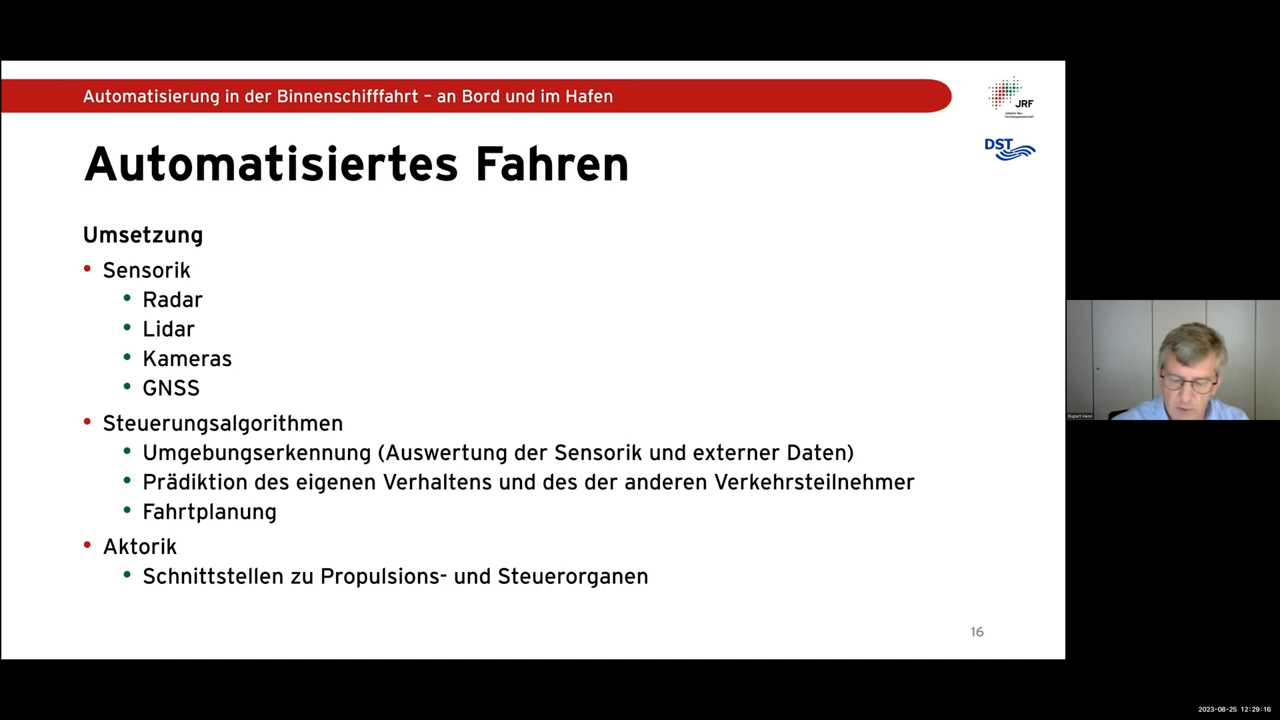 Automatisierung in der Binnenschifffahrt – an Bord und im Hafen
JRF
DST
Automatisiertes Fahren
Umsetzung
• Sensorik
• Radar
• Lidar
• Kameras
• GNSS
• Steuerungsalgorithmen
• Umgebungserkennung (Auswertung der Sensorik und externer Daten)
• Prädiktion des eigenen Verhaltens und des der anderen Verkehrsteilnehmer
• Fahrtplanung
• Aktorik
• Schnittstellen zu Propulsions- und Steuerorganen
16
Rupert Henn
2023-08-25 12:29:16